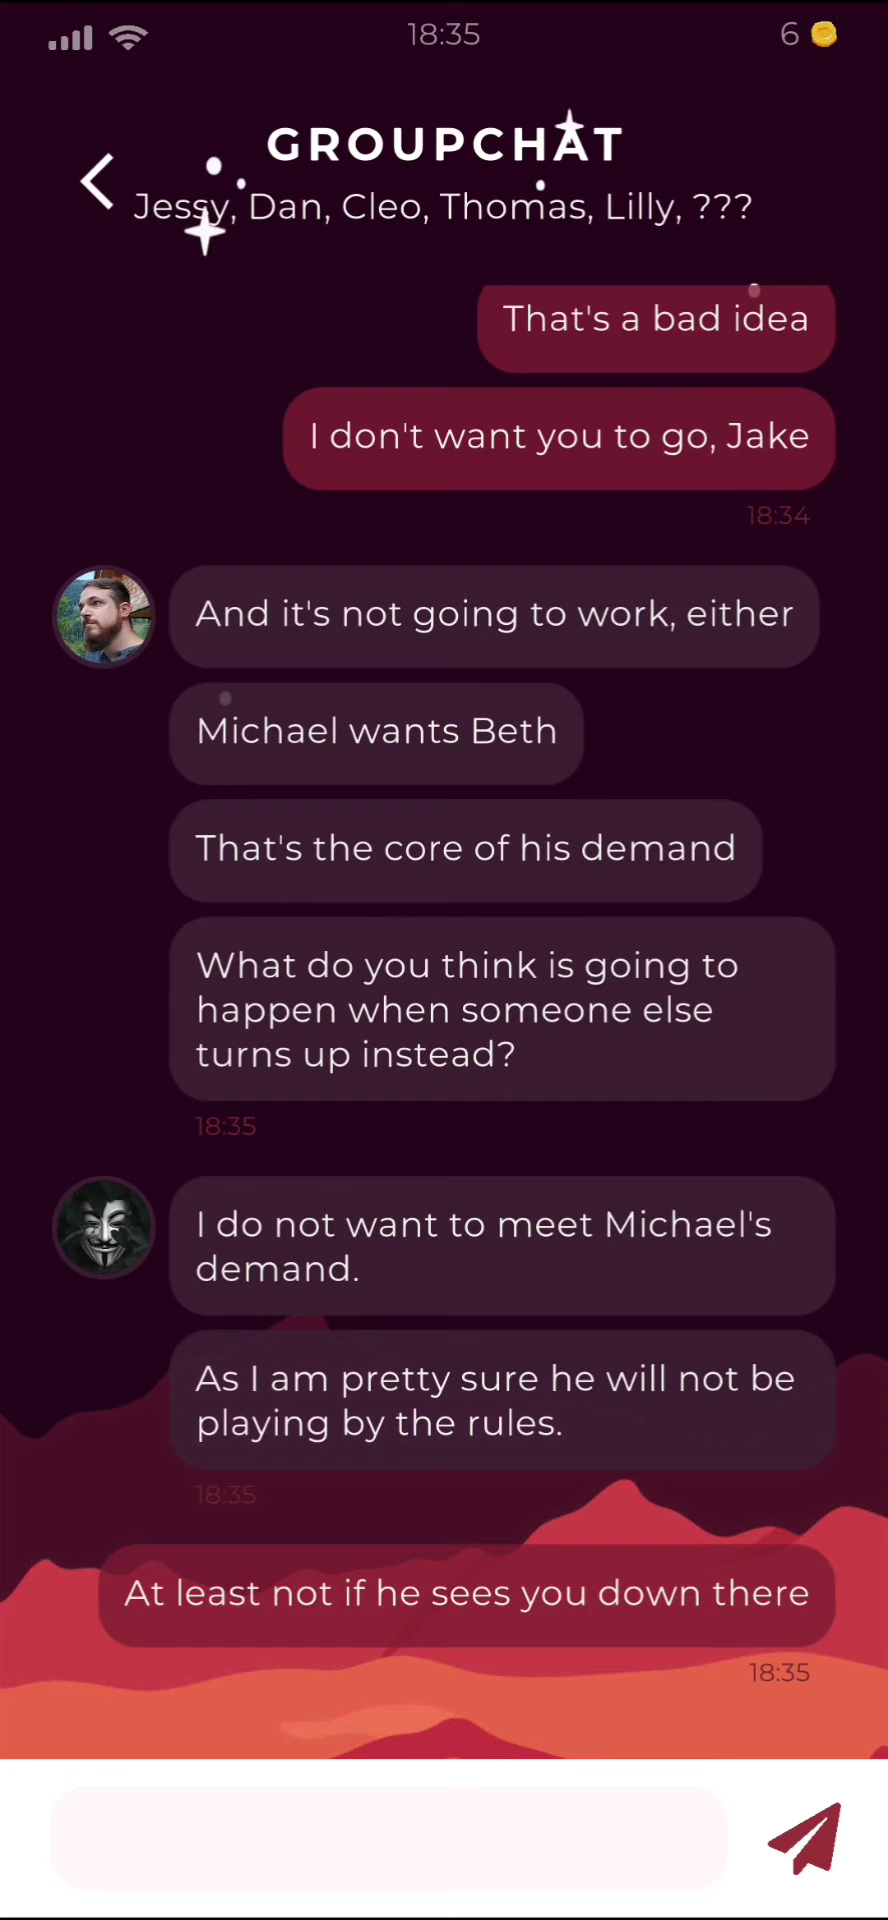 18:35
6
GROUPCHAT
Jessy, Dan, Cleo, Thomas, Lilly, ???
That's a bad idea
I don't want you to go, Jake
18:34
And it's not going to work, either
Michael wants Beth
That's the core of his demand
What do you think is going to
happen when someone else
turns up instead?
18:35
I do not want to meet Michael's
demand.
As I am pretty sure he will not be
playing by the rules.
18:35
At least not if he sees you down there
18:35